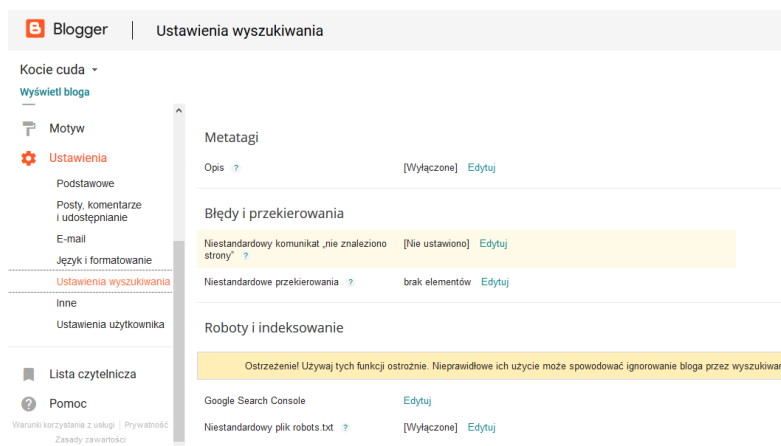 Blogger | Ustawienia wyszukiwania
Kocie cuda
Wyświetl bloga
Motyw
Ustawienia
Podstawowe
Posty, komentarze
i udostępnianie
E-mail
Język i formatowanie
Ustawienia wyszukiwania
Inne
Ustawienia użytkownika
Lista czytelnicza
Pomoc
Warunki korzystania z usługi | Prywatność
Zasady zawartości
Metatagi
Opis ? [Wyłączone] Edytuj
Błędy i przekierowania
Niestandardowy komunikat „nie znaleziono [Nie ustawiono] Edytuj
strony” ?
Niestandardowe przekierowania ? brak elementów Edytuj
Roboty i indeksowanie
Ostrzeżenie! Używaj tych funkcji ostrożnie. Nieprawidłowe ich użycie może spowodować ignorowanie bloga przez
Google Search Console Edytuj
Niestandardowy plik robots.txt ? [Wyłączone] Edytuj